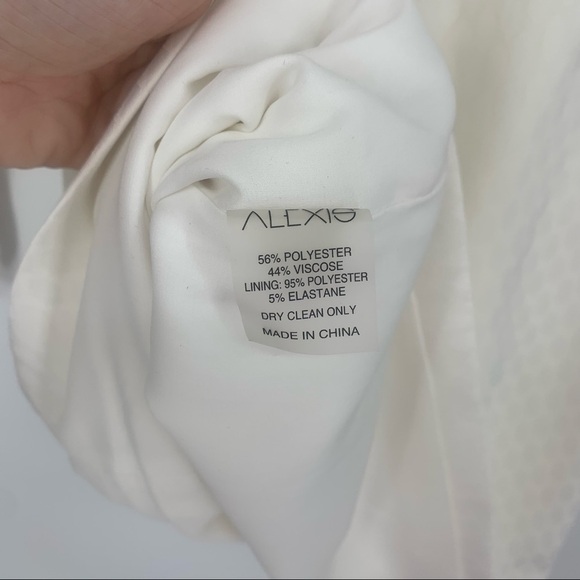 ALEXIS
56% POLYESTER
44% VISCOSE
LINING: 95% POLYESTER
5% ELASTANE
DRY CLEAN ONLY
MADE IN CHINA